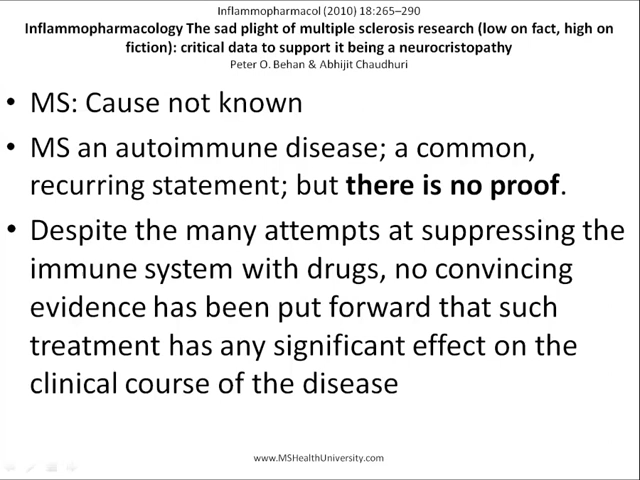 Inflammopharmacol (2010) 18:265–290
Inflammopharmacology The sad plight of multiple sclerosis research (low on fact, high on
fiction): critical data to support it being a neurocristopathy
Peter O. Behan & Abhijit Chaudhuri
• MS: Cause not known
• MS an autoimmune disease; a common,
recurring statement; but there is no proof.
• Despite the many attempts at suppressing the
immune system with drugs, no convincing
evidence has been put forward that such
treatment has any significant effect on the
clinical course of the disease
www.MSHealthUniversity.com